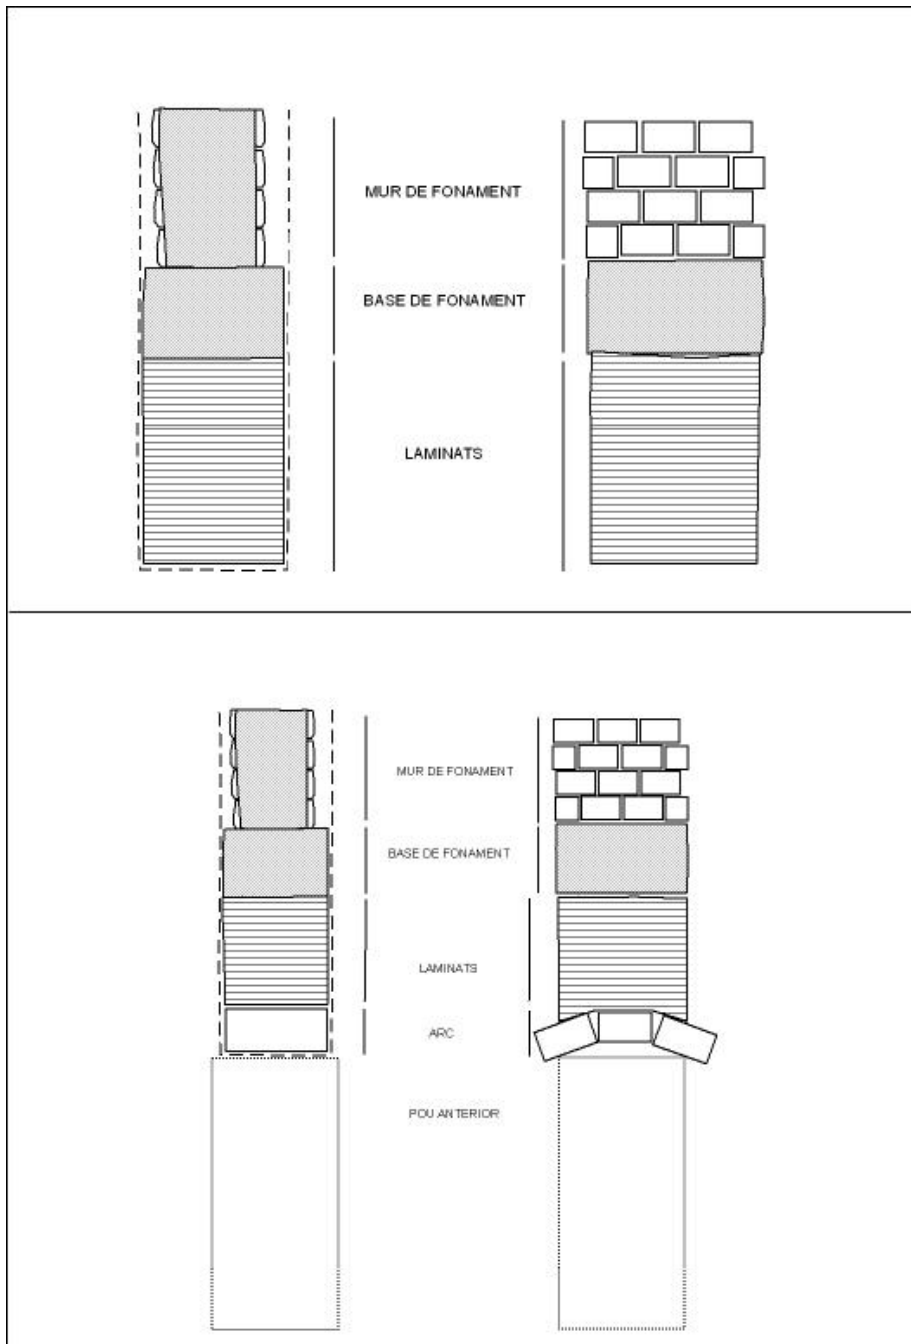 MUR DE FONAMENT
BASE DE FONAMENT
LAMINATS
MUR DE FONAMENT
BASE DE FONAMENT
LAMINATS
ARC
POU ANTERIOR